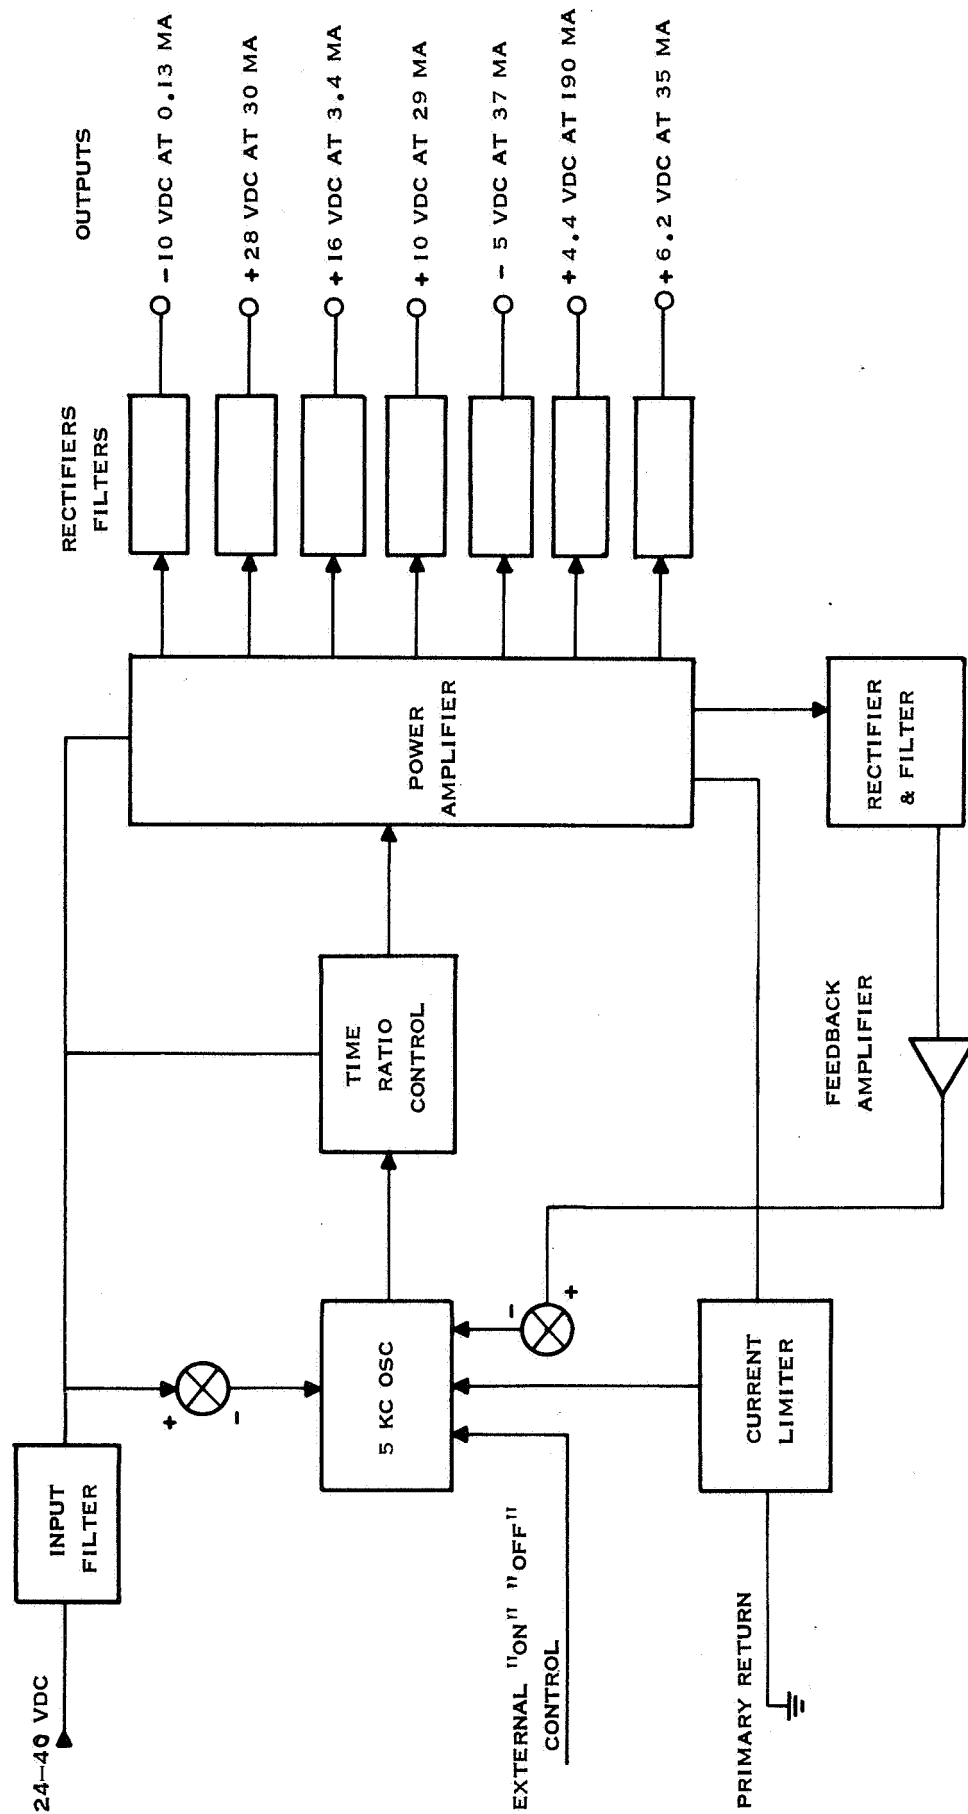 24–40 VDC
INPUT
FILTER
+
−
5 KC OSC
TIME
RATIO
CONTROL
POWER
AMPLIFIER
RECTIFIERS
FILTERS
OUTPUTS
−10 VDC AT 0.13 MA
+28 VDC AT 30 MA
+16 VDC AT 3.4 MA
+10 VDC AT 29 MA
− 5 VDC AT 37 MA
+ 4.4 VDC AT 190 MA
+ 6.2 VDC AT 35 MA
EXTERNAL "ON" "OFF"
CONTROL
−
+
CURRENT
LIMITER
PRIMARY RETURN
FEEDBACK
AMPLIFIER
RECTIFIER
& FILTER